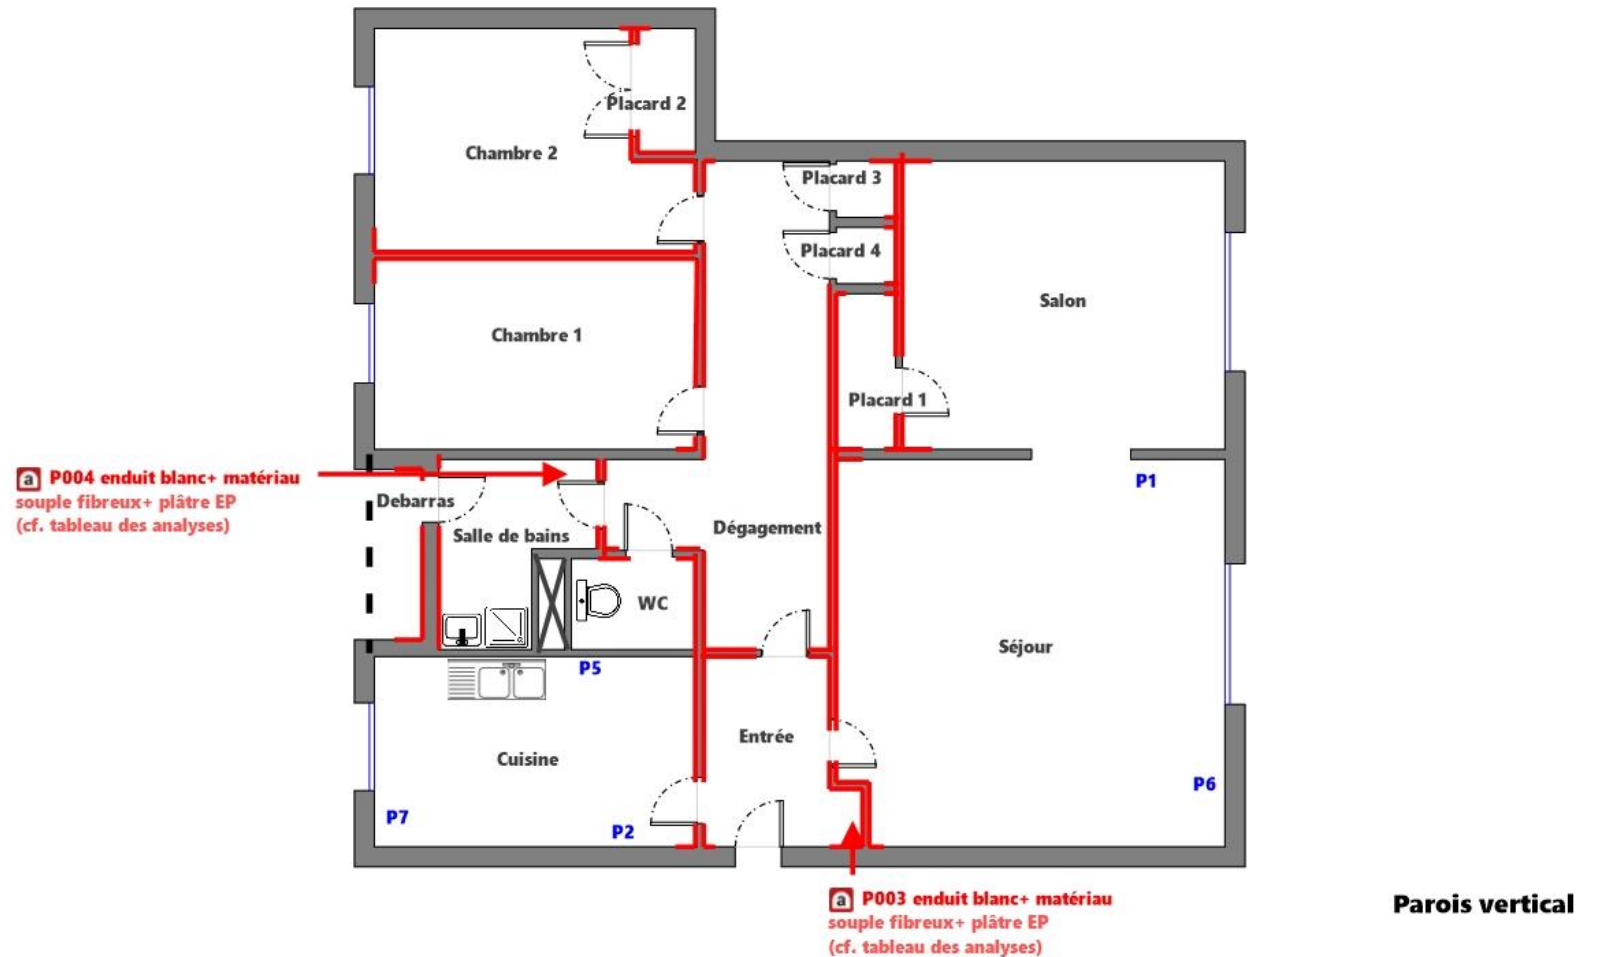 Placard 2
Chambre 2
Placard 3
Placard 4
Salon
Chambre 1
Placard 1
a P004 enduit blanc+ matériau
souple fibreux+ plâtre EP
(cf. tableau des analyses)
P1
Debarras
Salle de bains
Dégagement
WC
Séjour
P5
Entrée
Cuisine
P6
P7
P2
a P003 enduit blanc+ matériau
souple fibreux+ plâtre EP
(cf. tableau des analyses)
Parois vertical